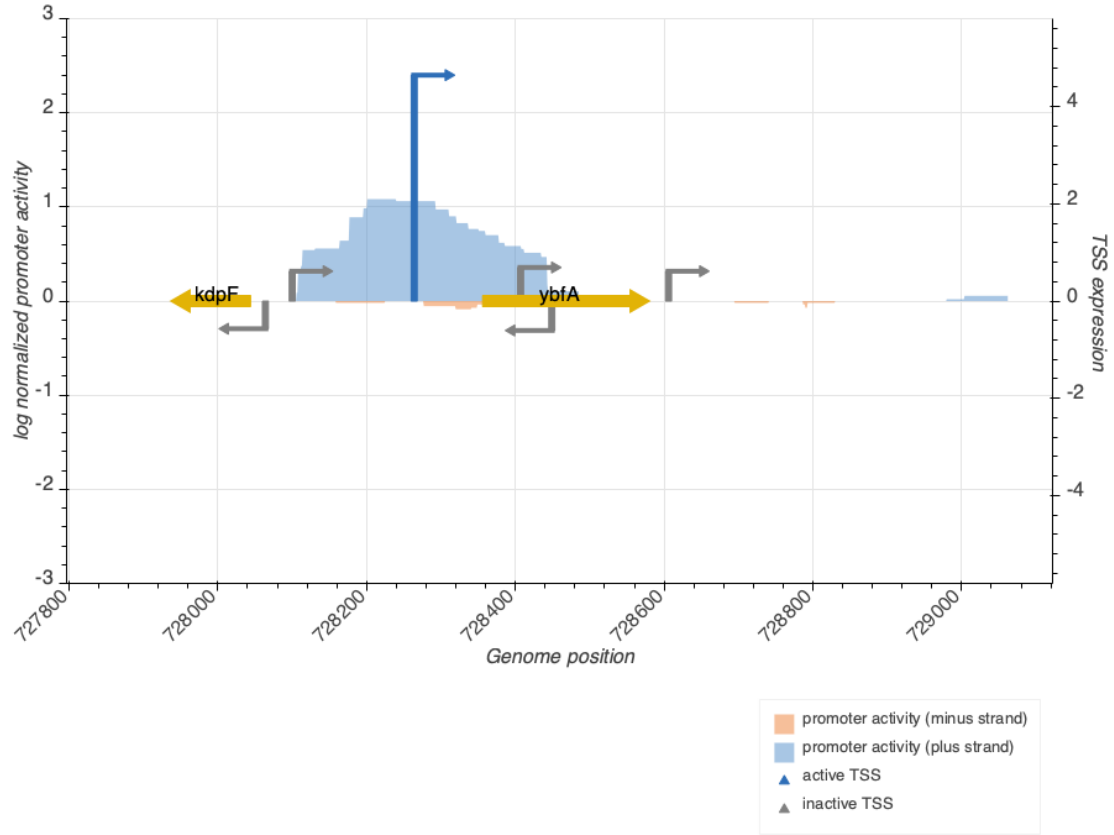 3
2
1
0
-1
-2
-3
log normalized promoter activity
4
2
0
-2
-4
TSS expression
kdpF
ybfA
727800
728000
728200
728400
728600
728800
729000
Genome position
promoter activity (minus strand)
promoter activity (plus strand)
active TSS
inactive TSS